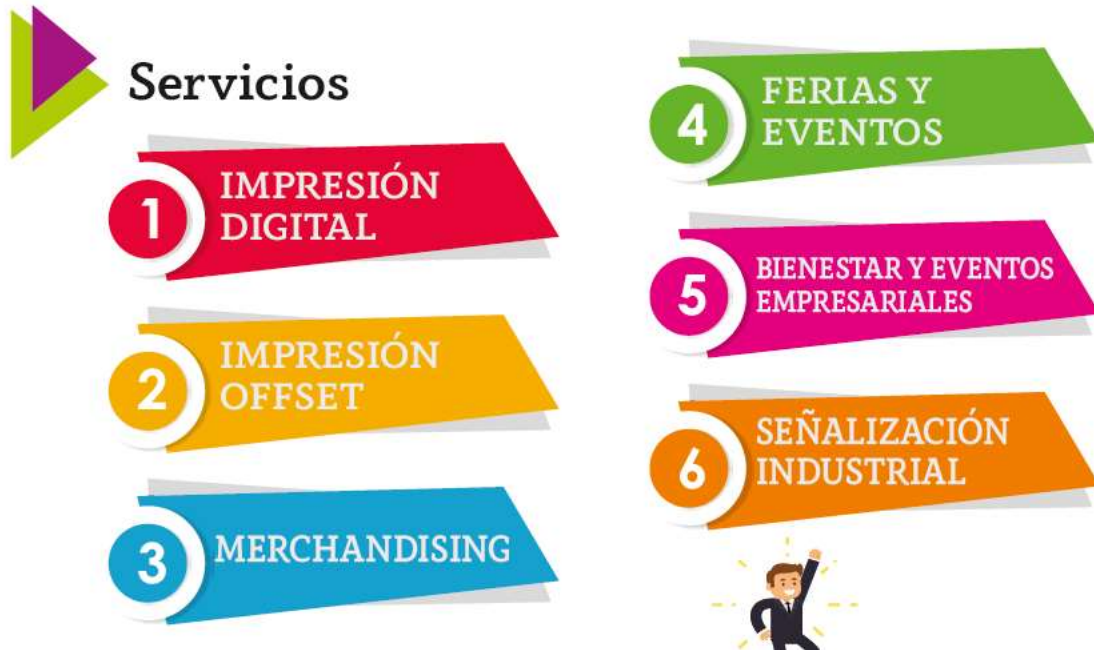 Servicios
1
IMPRESIÓN
DIGITAL
2
IMPRESIÓN
OFFSET
3
MERCHANDISING
4
FERIAS Y
EVENTOS
5
BIENESTAR Y EVENTOS
EMPRESARIALES
6
SEÑALIZACIÓN
INDUSTRIAL